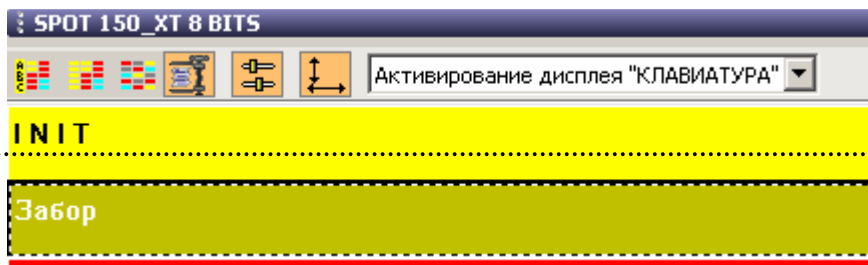 SPOT 150_XT 8 BITS
A B C Активирование дисплея "КЛАВИАТУРА"
INIT
Забор